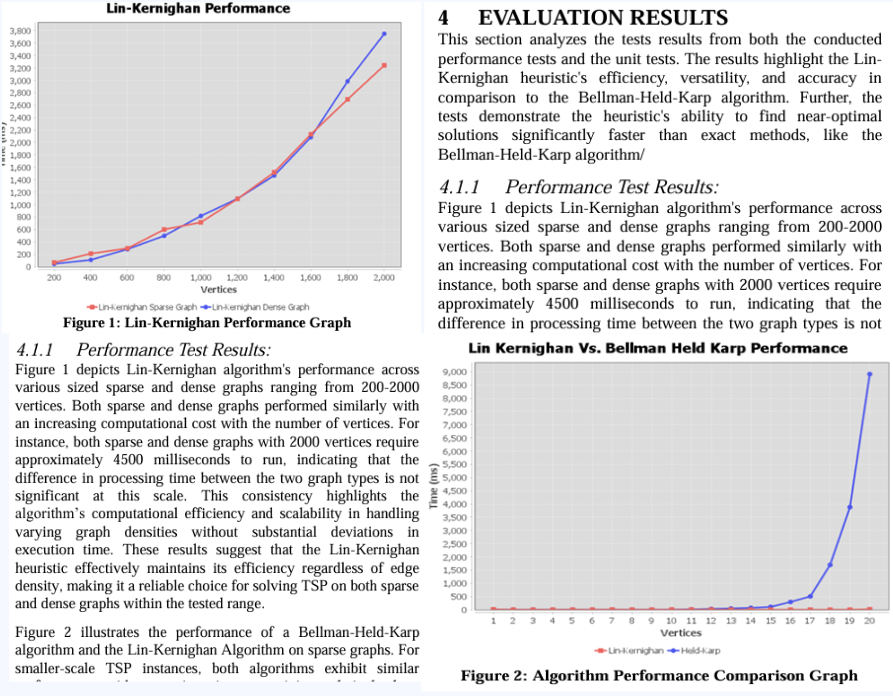 Lin-Kernighan Performance
3,800
3,600
3,400
3,200
3,000
2,800
2,600
2,400
2,200
2,000
1,800
1,600
1,400
1,200
1,000
800
600
400
200
0
200 400 600 800 1,000 1,200 1,400 1,600 1,800 2,000
Vertices
Lin-Kernighan Sparse Graph Lin-Kernighan Dense Graph
Figure 1: Lin-Kernighan Performance Graph
4.1.1 Performance Test Results:
Figure 1 depicts Lin-Kernighan algorithm's performance across
various sized sparse and dense graphs ranging from 200-2000
vertices. Both sparse and dense graphs performed similarly with
an increasing computational cost with the number of vertices. For
instance, both sparse and dense graphs with 2000 vertices require
approximately 4500 milliseconds to run, indicating that the
difference in processing time between the two graph types is not
significant at this scale. This consistency highlights the
algorithm's computational efficiency and scalability in handling
varying graph densities without substantial deviations in
execution time. These results suggest that the Lin-Kernighan
heuristic effectively maintains its efficiency regardless of edge
density, making it a reliable choice for solving TSP on both sparse
and dense graphs within the tested range.
Figure 2 illustrates the performance of a Bellman-Held-Karp
algorithm and the Lin-Kernighan Algorithm on sparse graphs. For
smaller-scale TSP instances, both algorithms exhibit similar
4 EVALUATION RESULTS
This section analyzes the tests results from both the conducted
performance tests and the unit tests. The results highlight the Lin-
Kernighan heuristic's efficiency, versatility, and accuracy in
comparison to the Bellman-Held-Karp algorithm. Further, the
tests demonstrate the heuristic's ability to find near-optimal
solutions significantly faster than exact methods, like the
Bellman-Held-Karp algorithm/
4.1.1 Performance Test Results:
Figure 1 depicts Lin-Kernighan algorithm's performance across
various sized sparse and dense graphs ranging from 200-2000
vertices. Both sparse and dense graphs performed similarly with
an increasing computational cost with the number of vertices. For
instance, both sparse and dense graphs with 2000 vertices require
approximately 4500 milliseconds to run, indicating that the
difference in processing time between the two graph types is not
Lin Kernighan Vs. Bellman Held Karp Performance
Time (ms)
9,000
8,500
8,000
7,500
7,000
6,500
6,000
5,500
5,000
4,500
4,000
3,500
3,000
2,500
2,000
1,500
1,000
500
0
1 2 3 4 5 6 7 8 9 10 11 12 13 14 15 16 17 18 19 20
Vertices
Lin-Kernighan Held-Karp
Figure 2: Algorithm Performance Comparison Graph